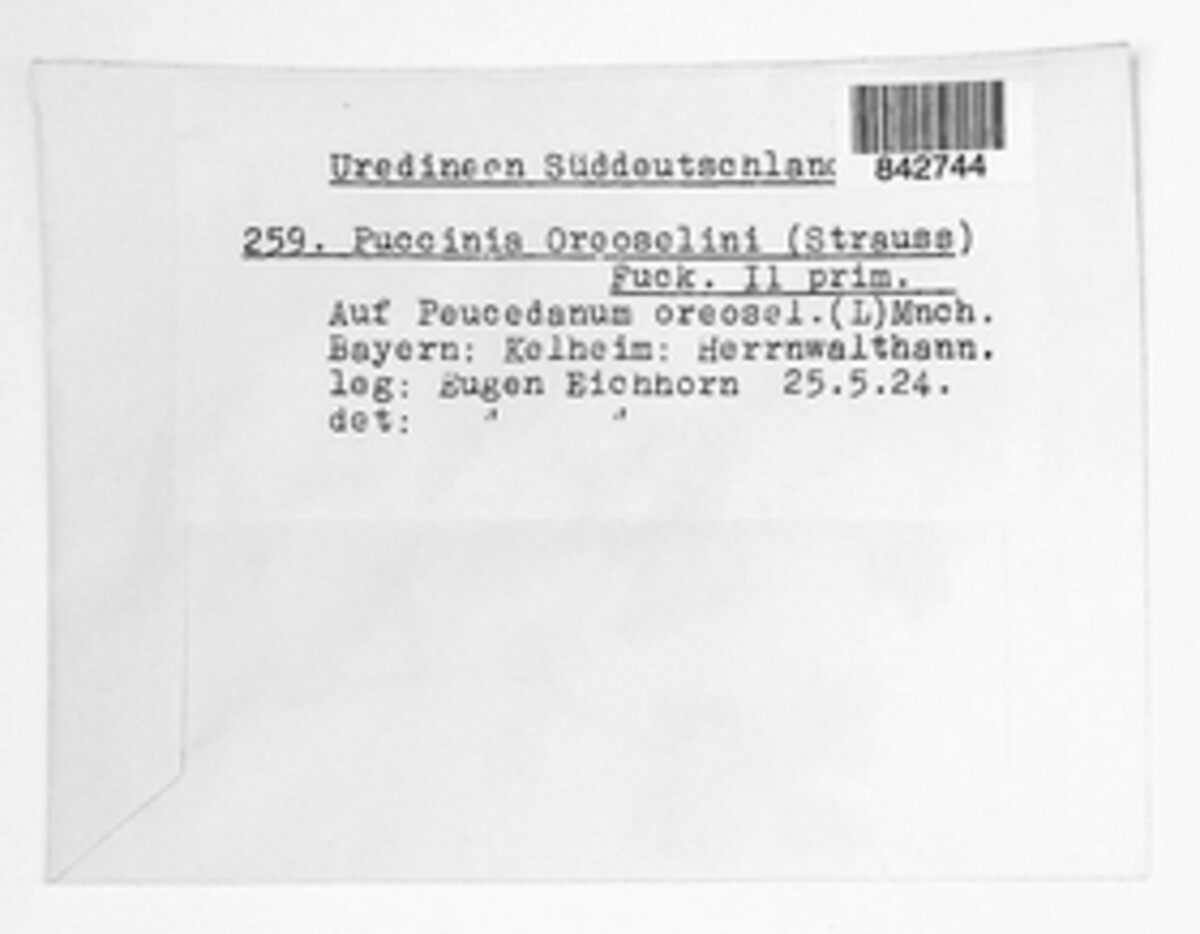 Uredineen Süddeutschland
842744
259. Puccinia Oreoselini (Strauss)
Fuck. II prim.
Auf Peucedanum oreosel.(L)Mnch.
Bayern: Kelheim: Herrnwalthann.
leg: Eugen Eichhorn 25.5.24.
det: " "